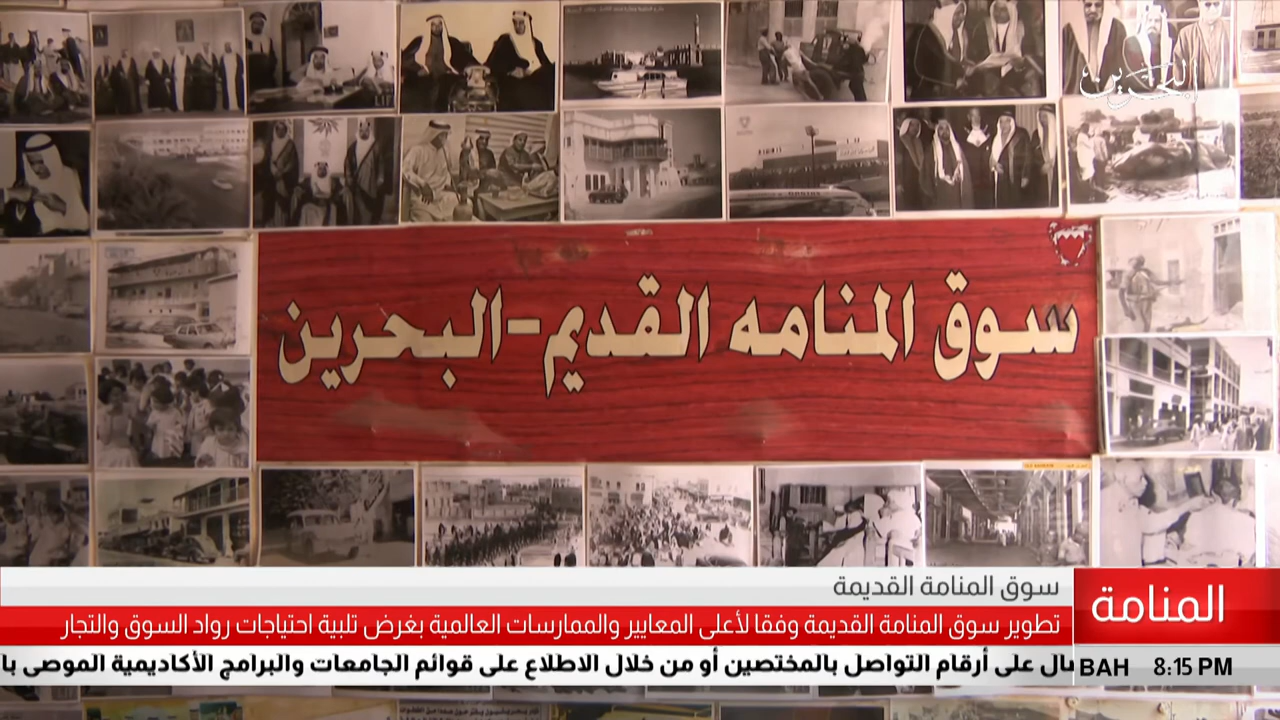 البحرين
سوق المنامه القديم-البحرين
سوق المنامة القديمة
المنامة
تطوير سوق المنامة القديمة وفقا لأعلى المعايير والممارسات العالمية بغرض تلبية احتياجات رواد السوق والتجار
على أرقام التواصل بالمختصين أو من خلال الاطلاع على قوائم الجامعات والبرامج الأكاديمية الموصى
BAH 8:15 PM